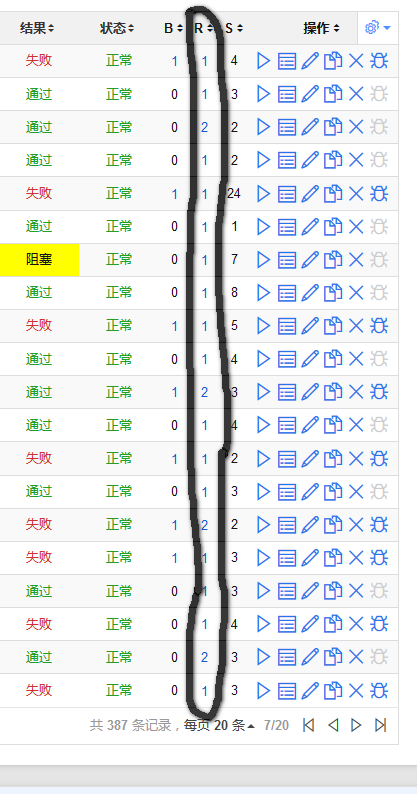 结果 状态 B R S 操作
失败 正常 1 1 4
通过 正常 0 1 3
通过 正常 0 2 2
通过 正常 0 1 2
失败 正常 1 1 24
通过 正常 0 1 1
阻塞 正常 0 1 7
通过 正常 0 1 8
失败 正常 1 1 5
通过 正常 0 1 4
通过 正常 1 2 3
通过 正常 0 1 4
失败 正常 1 1 2
通过 正常 0 1 3
失败 正常 1 2 2
失败 正常 1 1 3
通过 正常 0 1 3
失败 正常 0 1 4
通过 正常 0 2 3
失败 正常 0 1 3
共 387 条记录，每页 20 条 7/20